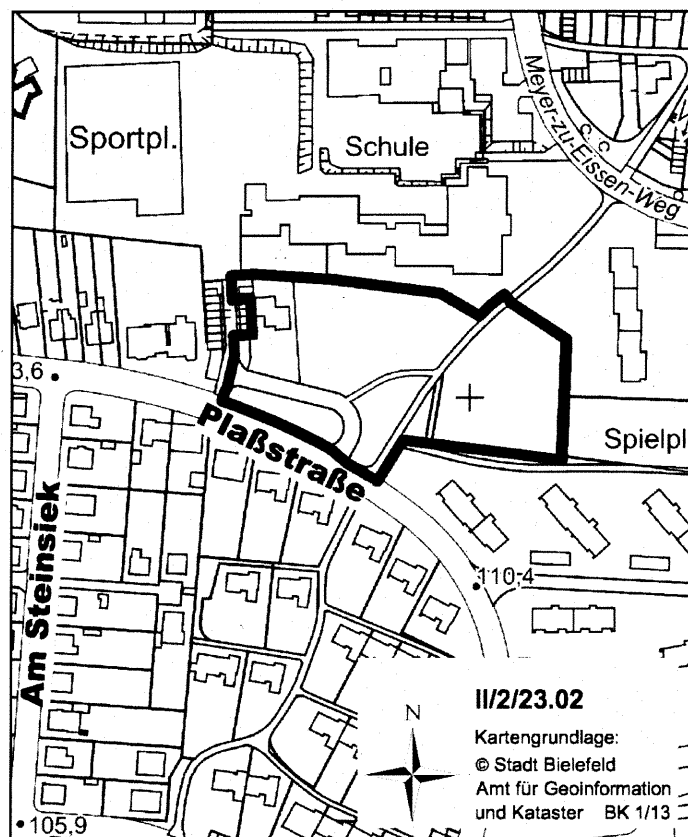 Sportpl.
Schule
Meyer-zu-Eissen-Weg
3,6
Plaßstraße
Spielpl
Am Steinsiek
110,4
N
II/2/23.02
Kartengrundlage:
© Stadt Bielefeld
Amt für Geoinformation
und Kataster BK 1/13
105,9